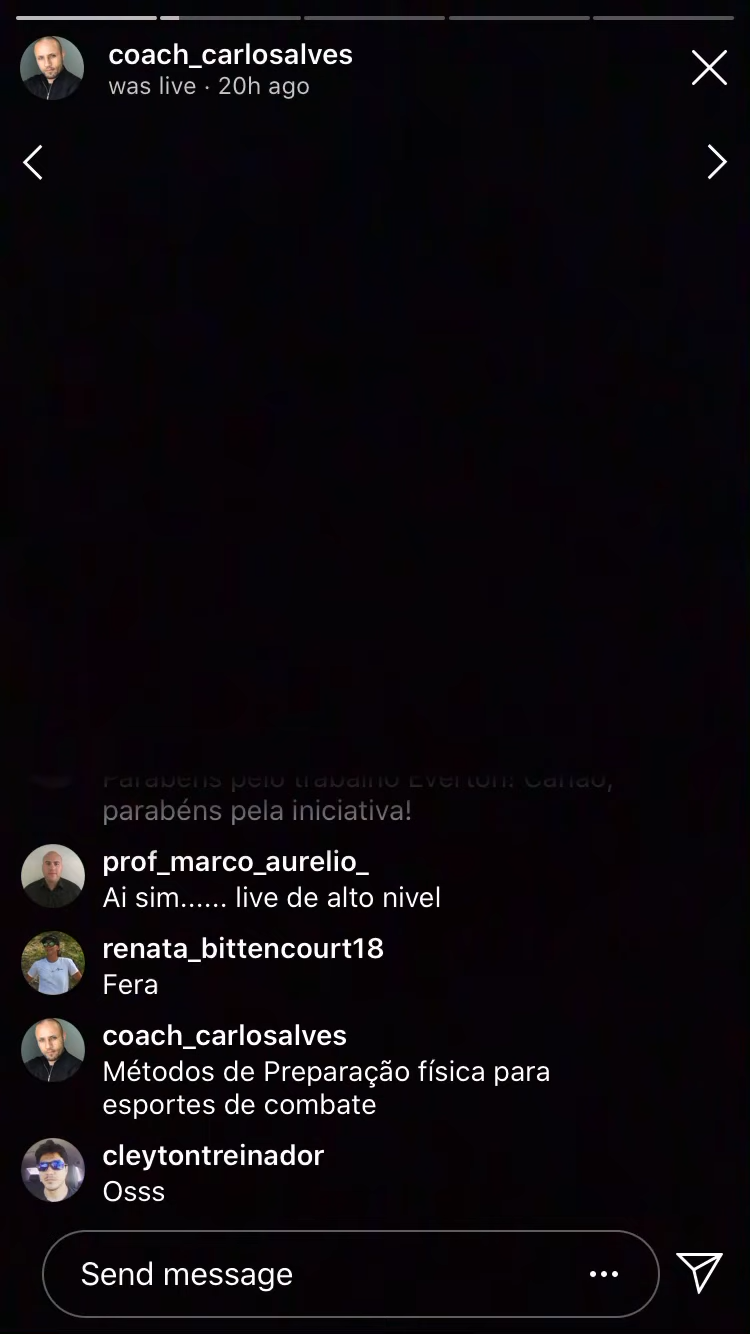 coach_carlosalves
was live · 20h ago
Parabéns pelo trabalho Everton!
parabéns pela iniciativa!
prof_marco_aurelio_
Ai sim...... live de alto nivel
renata_bittencourt18
Fera
coach_carlosalves
Métodos de Preparação física para
esportes de combate
cleytontreinador
Osss
Send message